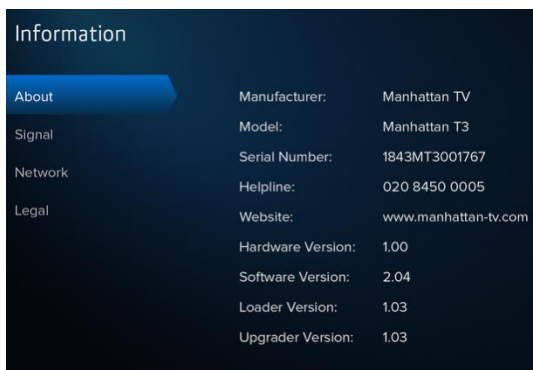 Information
About
Signal
Network
Legal
Manufacturer: Manhattan TV
Model: Manhattan T3
Serial Number: 1843MT3001767
Helpline: 020 8450 0005
Website: www.manhattan-tv.com
Hardware Version: 1.00
Software Version: 2.04
Loader Version: 1.03
Upgrader Version: 1.03